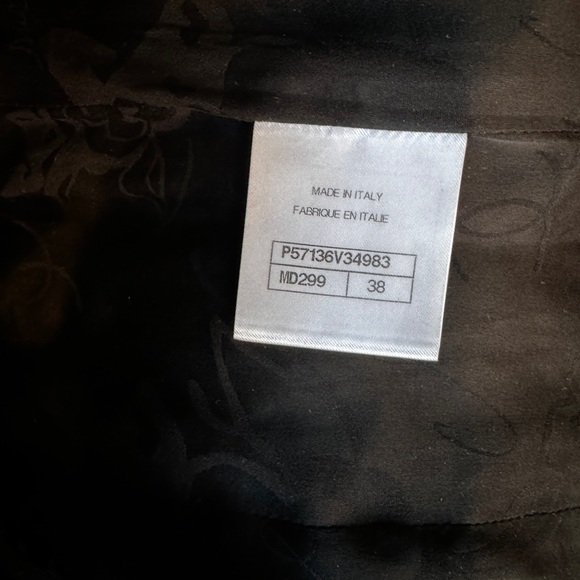 MADE IN ITALY
FABRIQUE EN ITALIE
P57136V34983
MD299 38